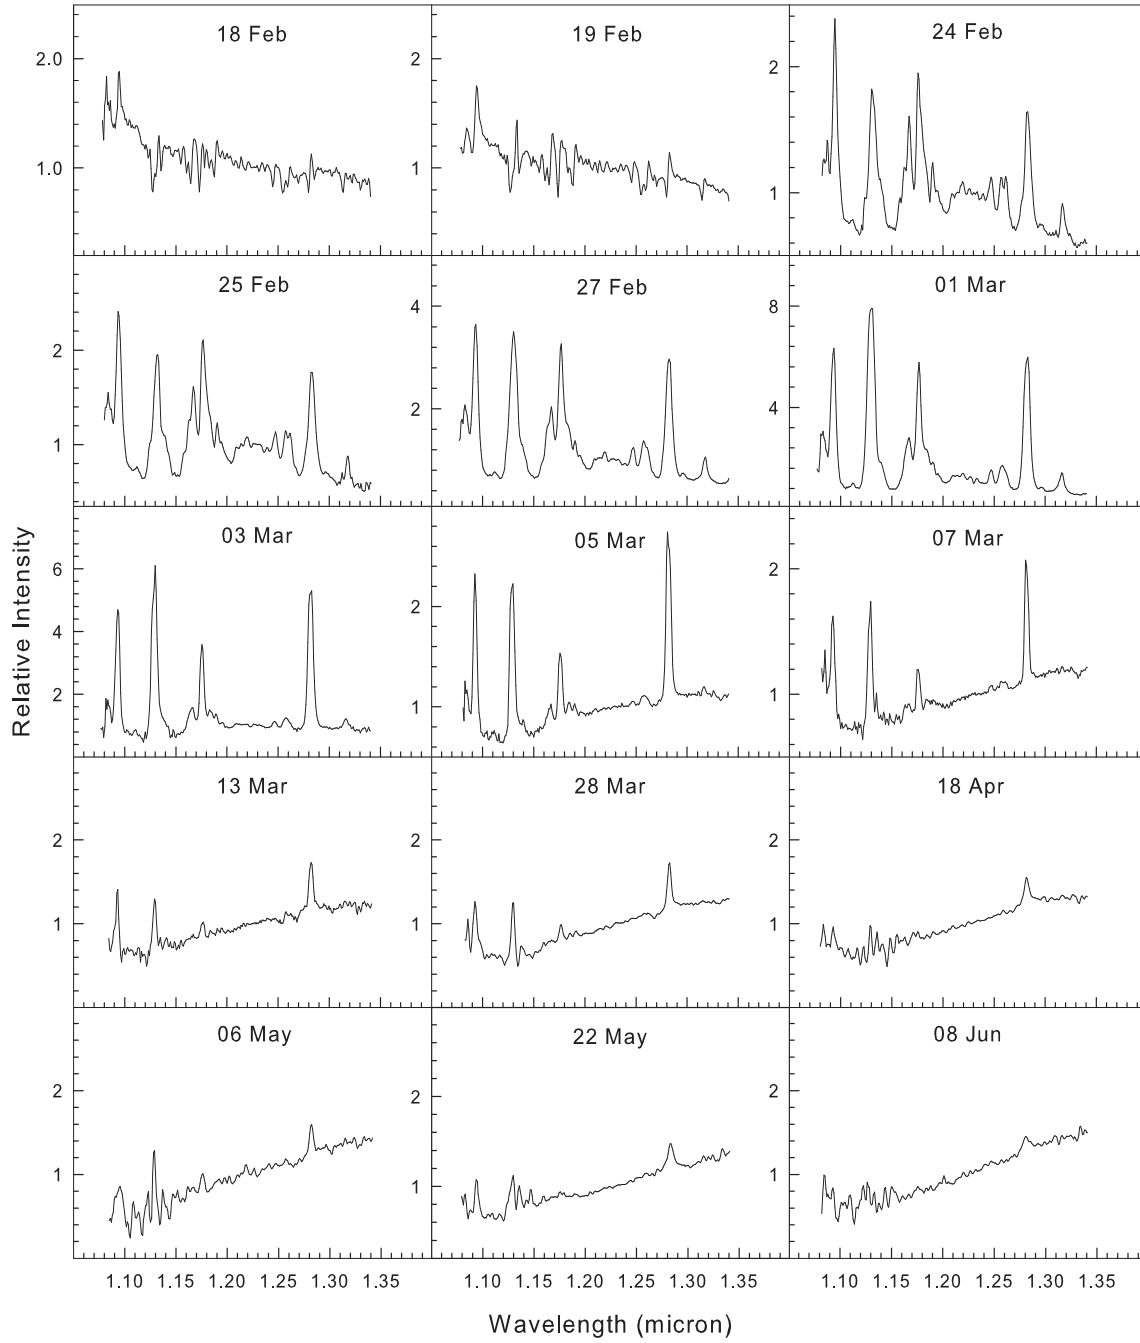 18 Feb 19 Feb 24 Feb
2.0 2 2
1.0 1 1
25 Feb 27 Feb 01 Mar
2 4 8
1 2 4
03 Mar 05 Mar 07 Mar
6 2 2
4
2 1 1
13 Mar 28 Mar 18 Apr
2 2 2
1 1 1
06 May 22 May 08 Jun
2 2 2
1 1 1
1.10 1.15 1.20 1.25 1.30 1.35 1.10 1.15 1.20 1.25 1.30 1.35 1.10 1.15 1.20 1.25 1.30 1.35
Relative Intensity
Wavelength (micron)